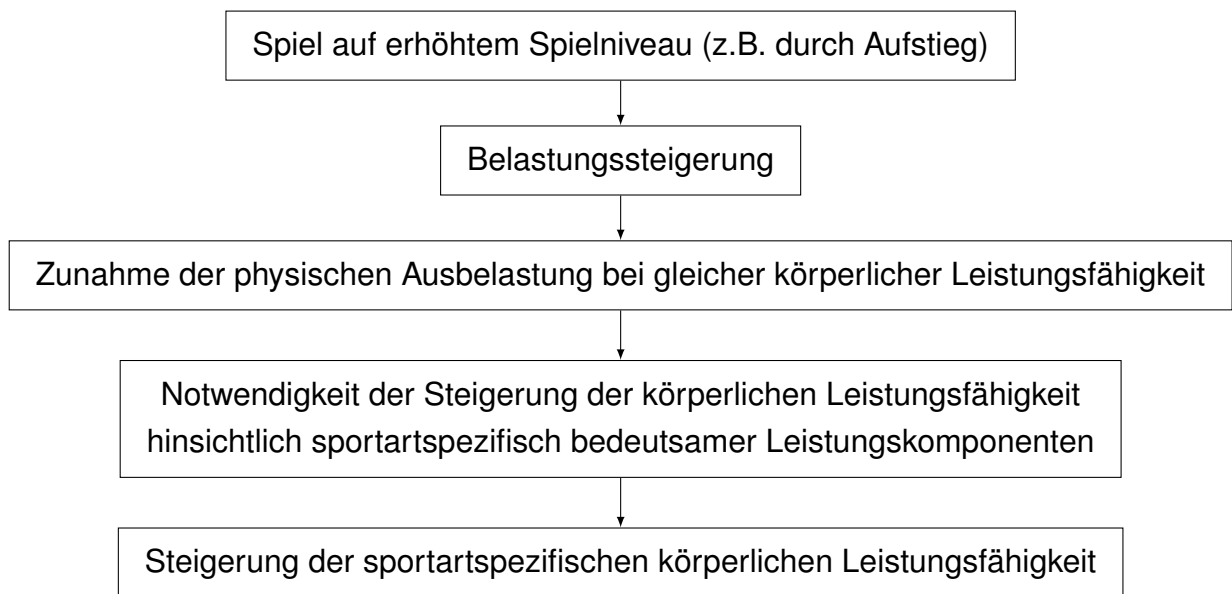 Spiel auf erhöhtem Spielniveau (z.B. durch Aufstieg)
Belastungssteigerung
Zunahme der physischen Ausbelastung bei gleicher körperlicher Leistungsfähigkeit
Notwendigkeit der Steigerung der körperlichen Leistungsfähigkeit
hinsichtlich sportartspezifisch bedeutsamer Leistungskomponenten
Steigerung der sportartspezifischen körperlichen Leistungsfähigkeit